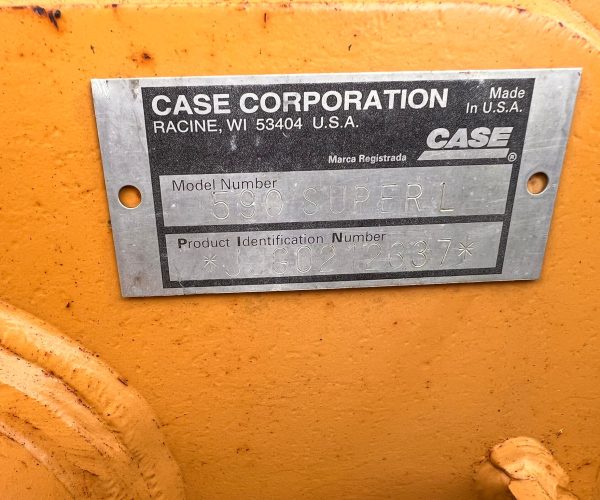 CASE CORPORATION
RACINE, WI 53404 U.S.A.
Made
In U.S.A.
CASE
®
Marca Registrada
Model Number
590 SUPER L
Product Identification Number